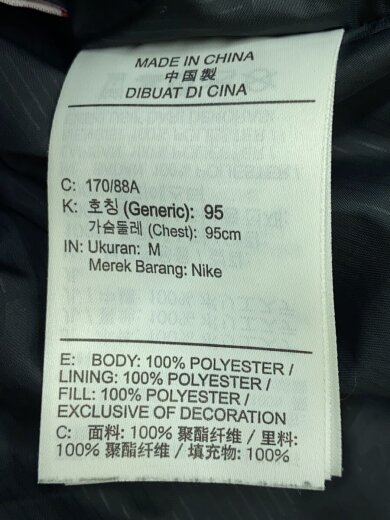 MADE IN CHINA
中国製
DIBUAT DI CINA
C: 170/88A
K: 호칭 (Generic): 95
가슴둘레 (Chest): 95cm
IN: Ukuran: M
Merek Barang: Nike
E: BODY: 100% POLYESTER /
LINING: 100% POLYESTER /
FILL: 100% POLYESTER /
EXCLUSIVE OF DECORATION
C: 面料: 100% 聚酯纤维 / 里料:
100% 聚酯纤维 / 填充物: 100%